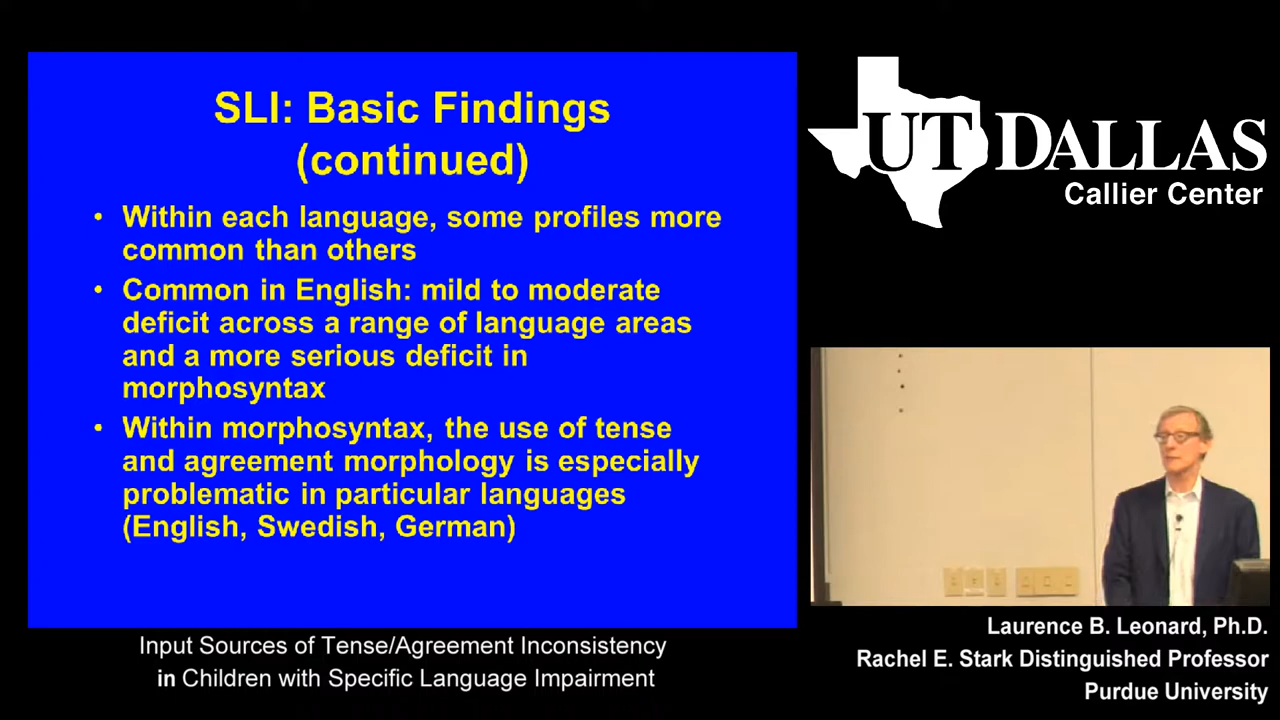 SLI: Basic Findings
(continued)
• Within each language, some profiles more
common than others
• Common in English: mild to moderate
deficit across a range of language areas
and a more serious deficit in
morphosyntax
• Within morphosyntax, the use of tense
and agreement morphology is especially
problematic in particular languages
(English, Swedish, German)
Input Sources of Tense/Agreement Inconsistency
in Children with Specific Language Impairment
UT DALLAS
Callier Center
Laurence B. Leonard, Ph.D.
Rachel E. Stark Distinguished Professor
Purdue University